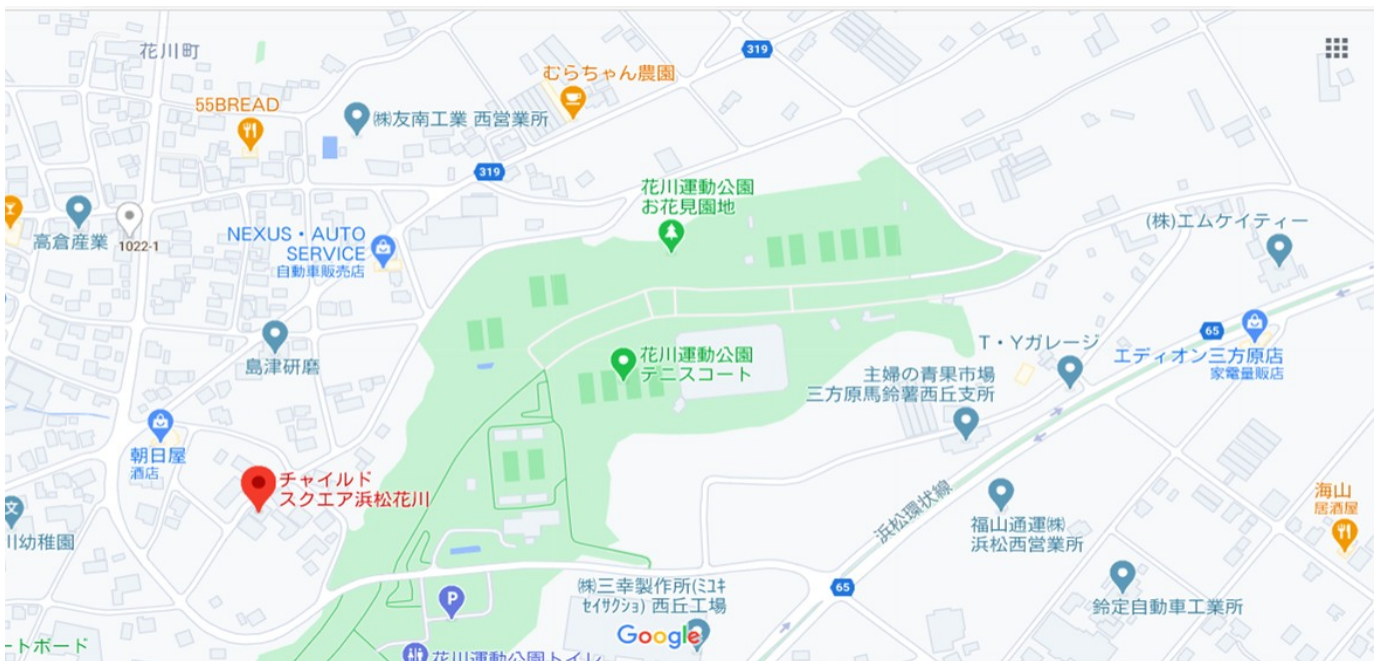 花川町
319
むらちゃん農園
55BREAD
㈱友南工業 西営業所
319
花川運動公園
お花見園地
高倉産業
1022-1
NEXUS・AUTO
SERVICE
自動車販売店
(株)エムケイティー
65
島津研磨
花川運動公園
テニスコート
T・Yガレージ
エディオン三方原店
家電量販店
主婦の青果市場
三方原馬鈴薯西丘支所
朝日屋
酒店
チャイルド
スクエア浜松花川
浜松環状線
海山
居酒屋
文
川幼稚園
福山通運㈱
浜松西営業所
㈱三幸製作所(ミユキ
セイサクショ) 西丘工場
65
鈴定自動車工業所
P
Google
ートボード
花川運動公園トイレ